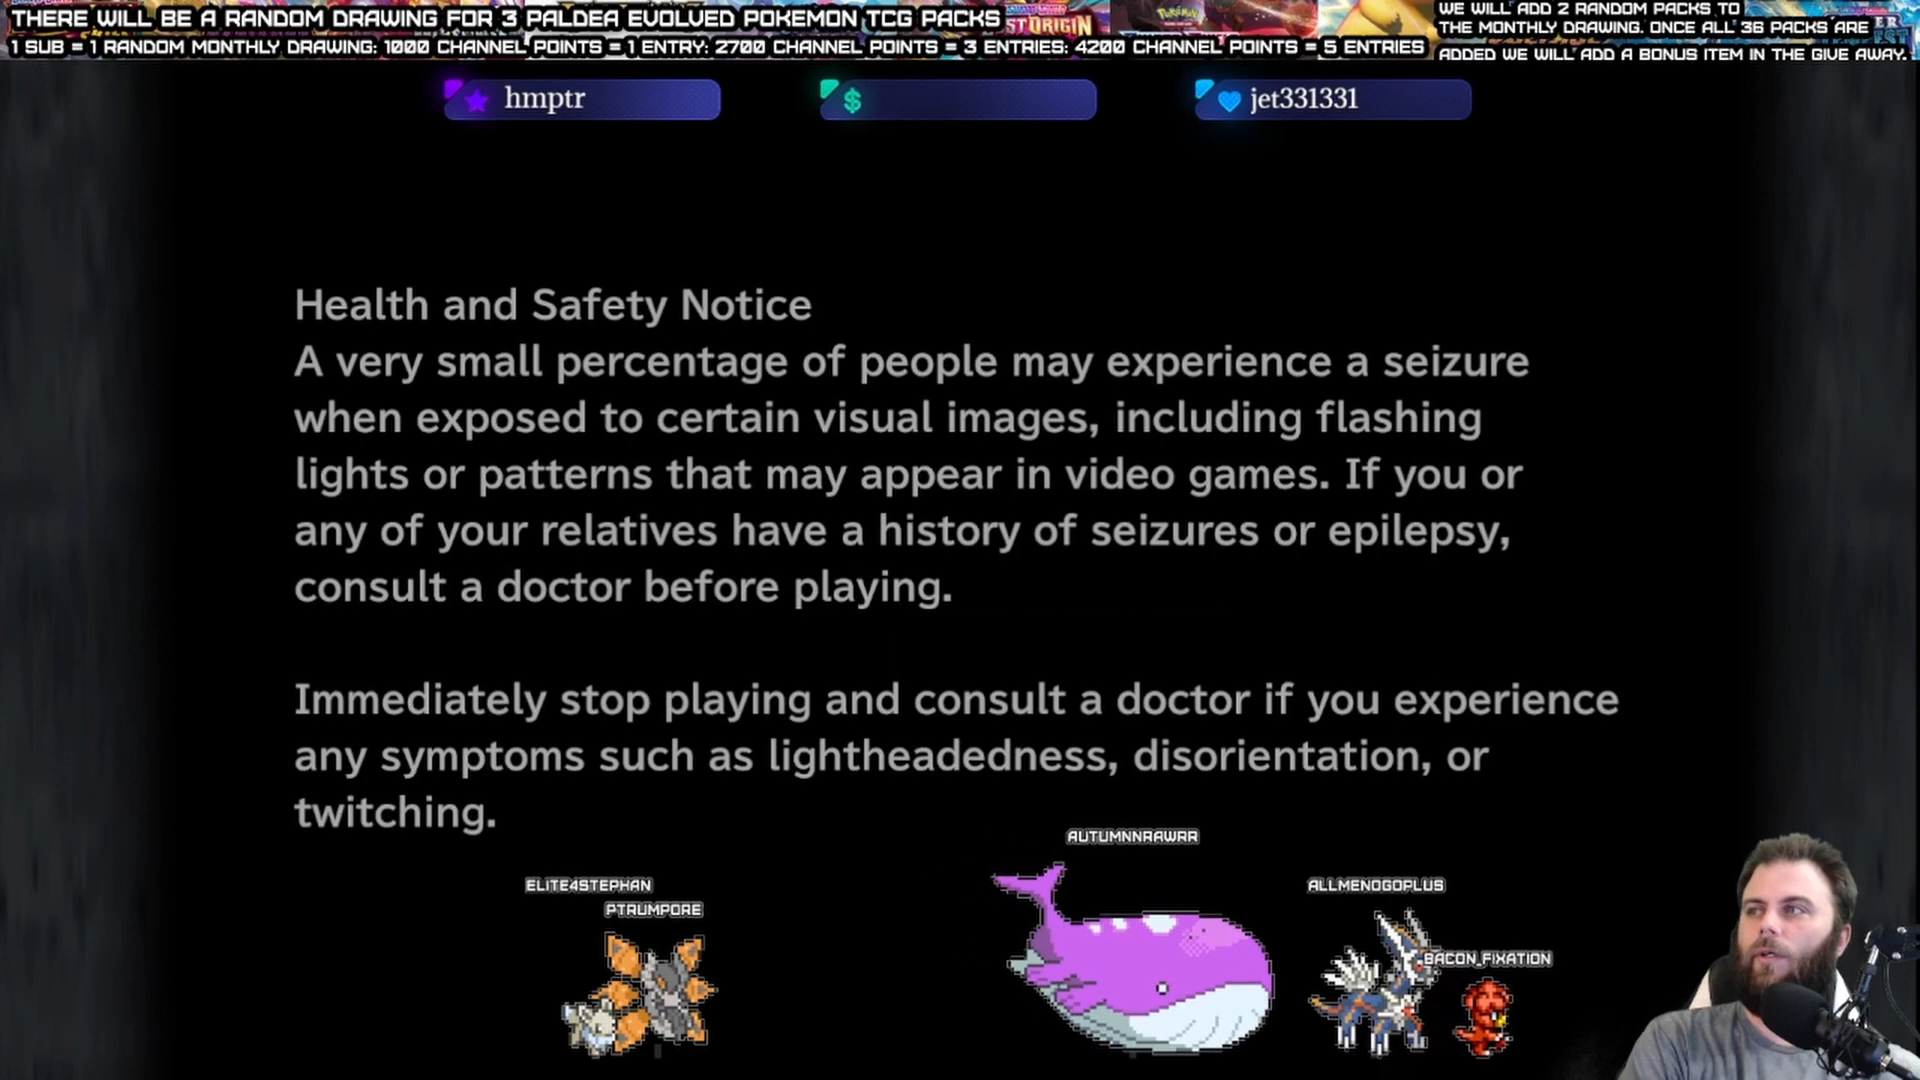 THERE WILL BE A RANDOM DRAWING FOR 3 PALDEA EVOLVED POKEMON TCG PACKS
1 SUB = 1 RANDOM MONTHLY DRAWING: 1000 CHANNEL POINTS = 1 ENTRY: 2700 CHANNEL POINTS = 3 ENTRIES: 4200 CHANNEL POINTS = 5 ENTRIES
WE WILL ADD 2 RANDOM PACKS TO
THE MONTHLY DRAWING. ONCE ALL 36 PACKS ARE
ADDED WE WILL ADD A BONUS ITEM IN THE GIVE AWAY.
hmptr
$
jet331331
Health and Safety Notice
A very small percentage of people may experience a seizure
when exposed to certain visual images, including flashing
lights or patterns that may appear in video games. If you or
any of your relatives have a history of seizures or epilepsy,
consult a doctor before playing.
Immediately stop playing and consult a doctor if you experience
any symptoms such as lightheadedness, disorientation, or
twitching.
AUTUMNNRAWRR
ELITE4STEPHAN
ALLMENOGOPLUS
PTRUMPORE
BACON_FIXATION